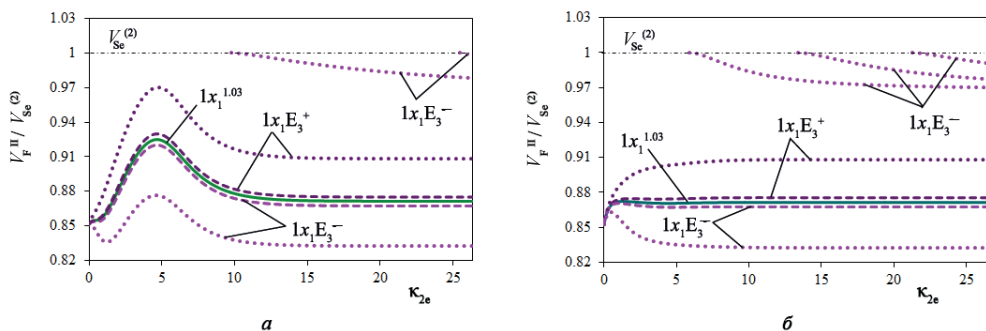 1.03
V_Se^(2)
1
0.97
1x_1E_3^−
1x_1^1.03
0.94
1x_1E_3^+
0.91
0.88
0.85
1x_1E_3^−
0.82
0 5 10 15 20 25
V_F^II / V_Se^(2)
κ_2e
а
1.03
V_Se^(2)
1
0.97
1x_1E_3^−
0.94
1x_1^1.03
1x_1E_3^+
0.91
0.88
0.85
1x_1E_3^−
0.82
0 5 10 15 20 25
V_F^II / V_Se^(2)
κ_2e
б